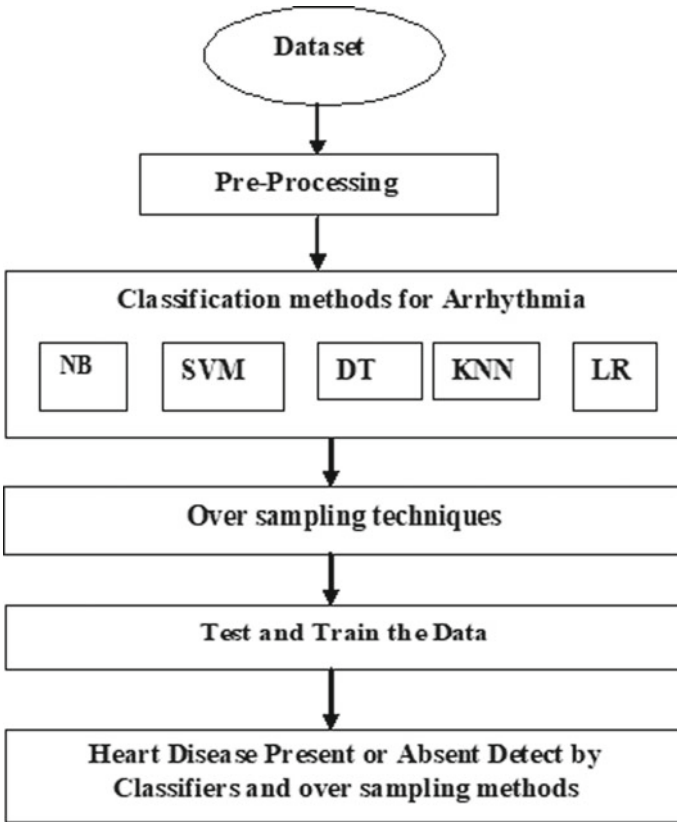 Dataset
Pre-Processing
Classification methods for Arrhythmia
NB SVM DT KNN LR
Over sampling techniques
Test and Train the Data
Heart Disease Present or Absent Detect by
Classifiers and over sampling methods